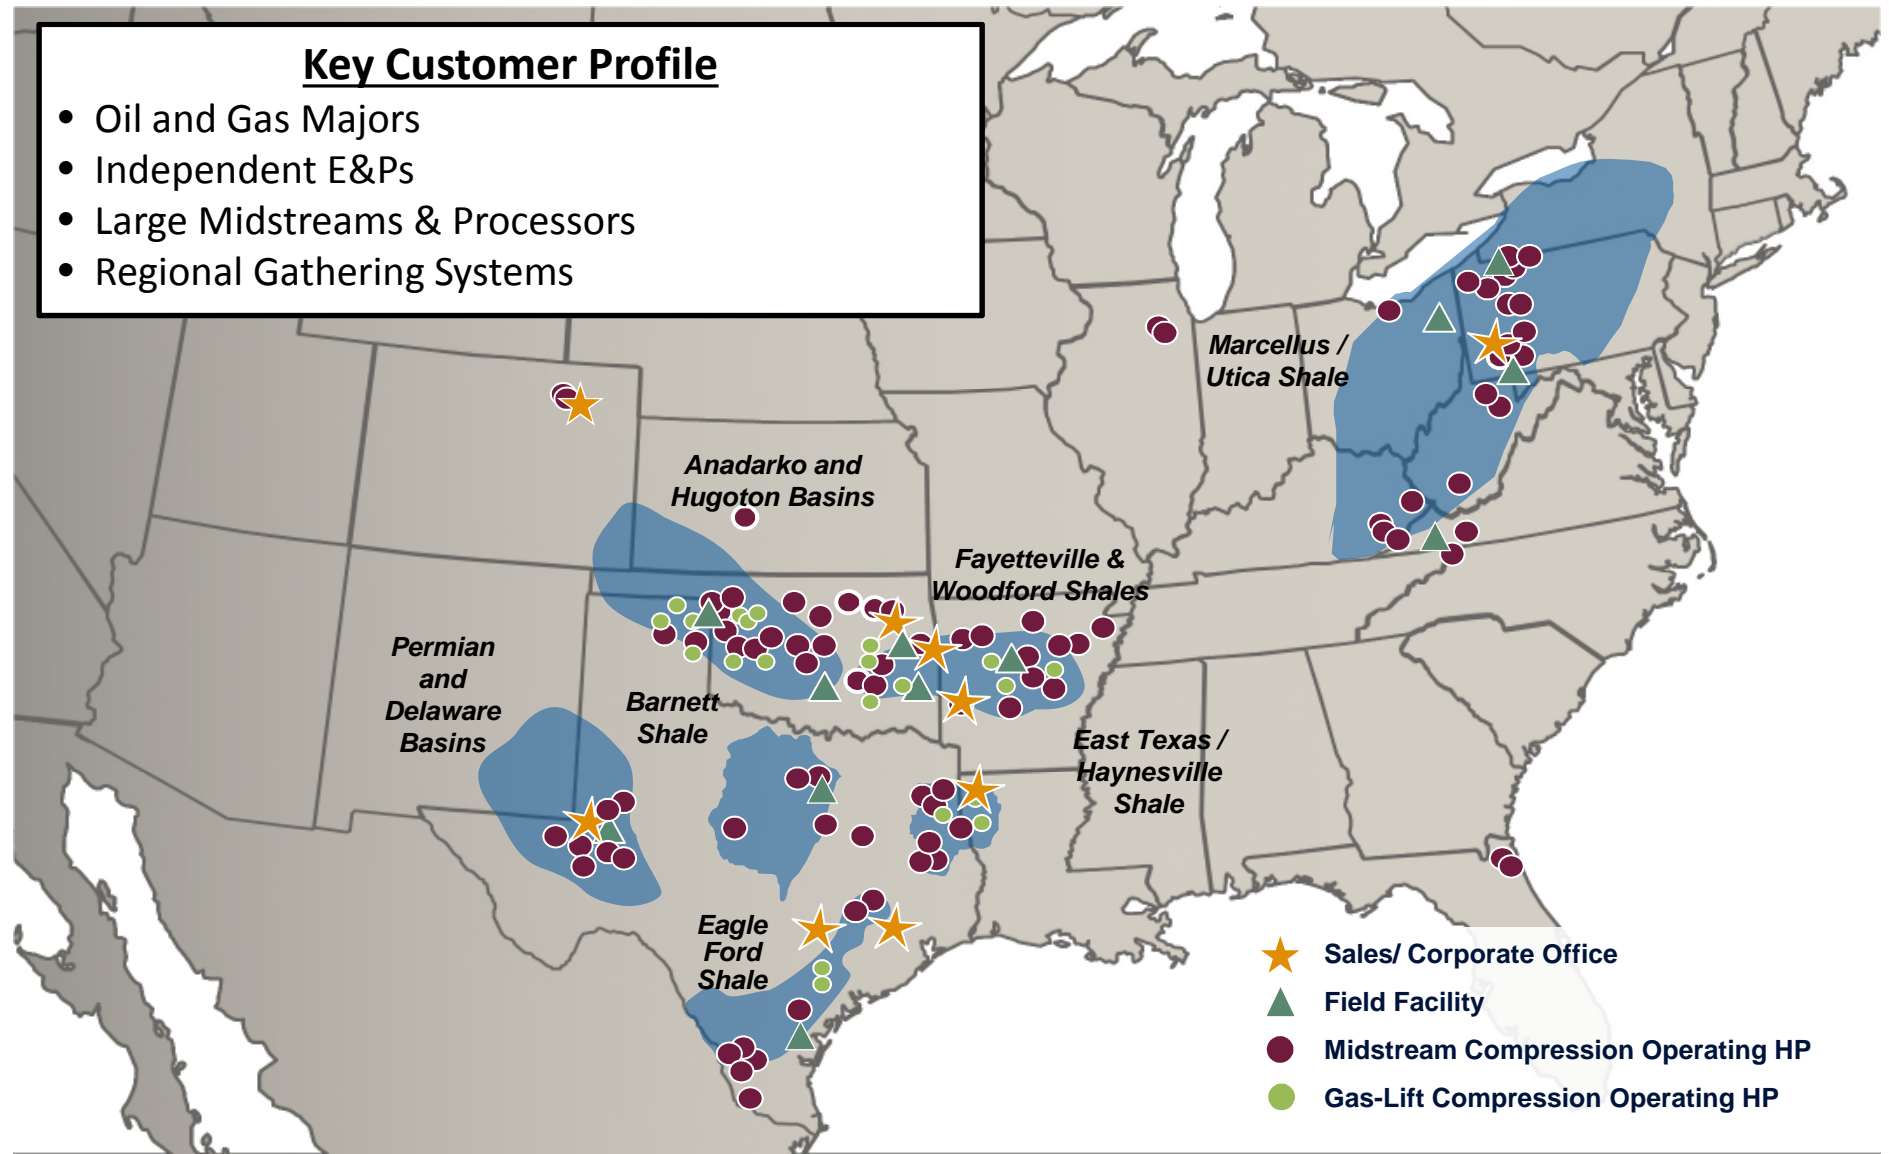 Key Customer Profile
• Oil and Gas Majors
• Independent E&Ps
• Large Midstreams & Processors
• Regional Gathering Systems
Marcellus /
Utica Shale
Anadarko and
Hugoton Basins
Fayetteville &
Woodford Shales
Permian
and
Delaware
Basins
Barnett
Shale
East Texas /
Haynesville
Shale
Eagle
Ford
Shale
Sales/ Corporate Office
Field Facility
Midstream Compression Operating HP
Gas-Lift Compression Operating HP